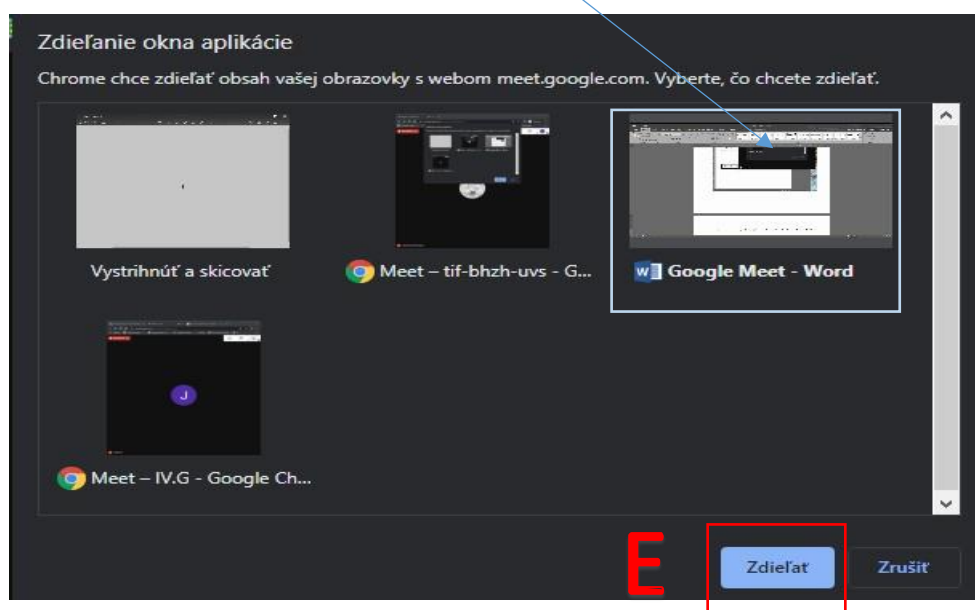 Zdieľanie okna aplikácie
Chrome chce zdieľať obsah vašej obrazovky s webom meet.google.com. Vyberte, čo chcete zdieľať.
Vystrihnúť a skicovať
Meet – tif-bhzh-uvs - G...
Google Meet - Word
J
Meet – IV.G - Google Ch...
E
Zdieľať
Zrušiť